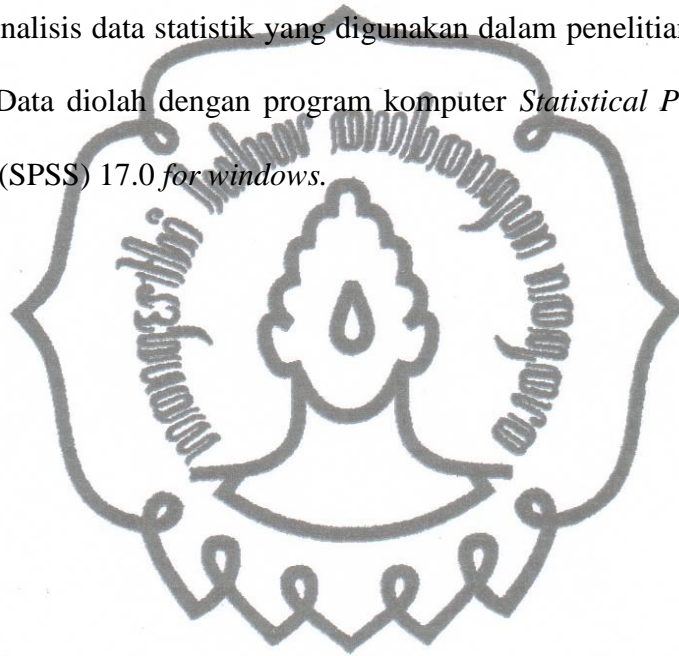 nalisis data statistik yang digunakan dalam penelitian
Data diolah dengan program komputer Statistical P
(SPSS) 17.0 for windows.